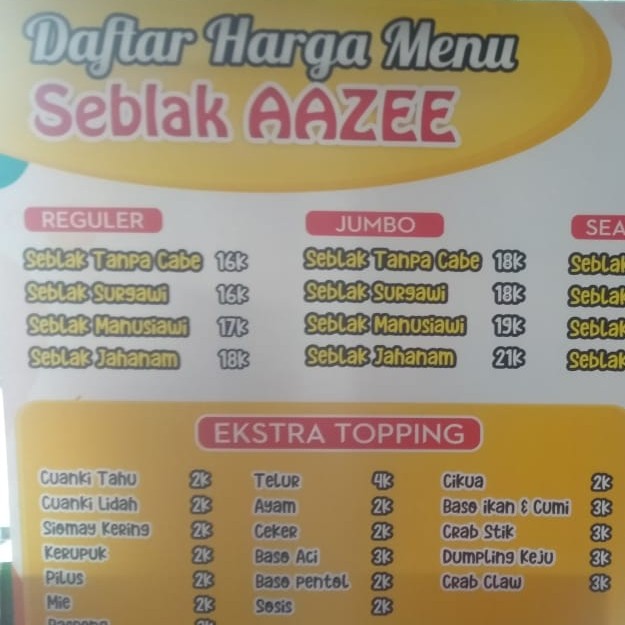 Daftar Harga Menu
Seblak AAZEE
REGULER
Seblak Tanpa Cabe 16K
Seblak Surgawi 16K
Seblak Manusiawi 17K
Seblak Jahanam 18K
JUMBO
Seblak Tanpa Cabe 18K
Seblak Surgawi 18K
Seblak Manusiawi 19K
Seblak Jahanam 21K
SEA
Seblak
Seblak
Seblak
Seblak
EKSTRA TOPPING
Cuanki Tahu 2K
Cuanki Lidah 2K
Siomay Kering 2K
Kerupuk 2K
Pilus 2K
Mie 2K
Telur 4K
Ayam 2K
Ceker 2K
Baso Aci 3K
Baso Pentol 2K
Sosis 2K
Cikua 2K
Baso ikan & Cumi 3K
Crab Stik 3K
Dumpling Keju 3K
Crab Claw 3K